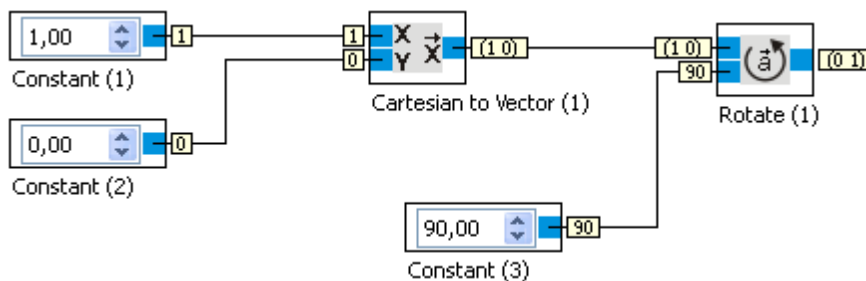 1,00
1
Constant (1)
0,00
0
Constant (2)
1
0
X
Y
X
(1 0)
Cartesian to Vector (1)
90,00
90
Constant (3)
(1 0)
90
a
(0 1)
Rotate (1)